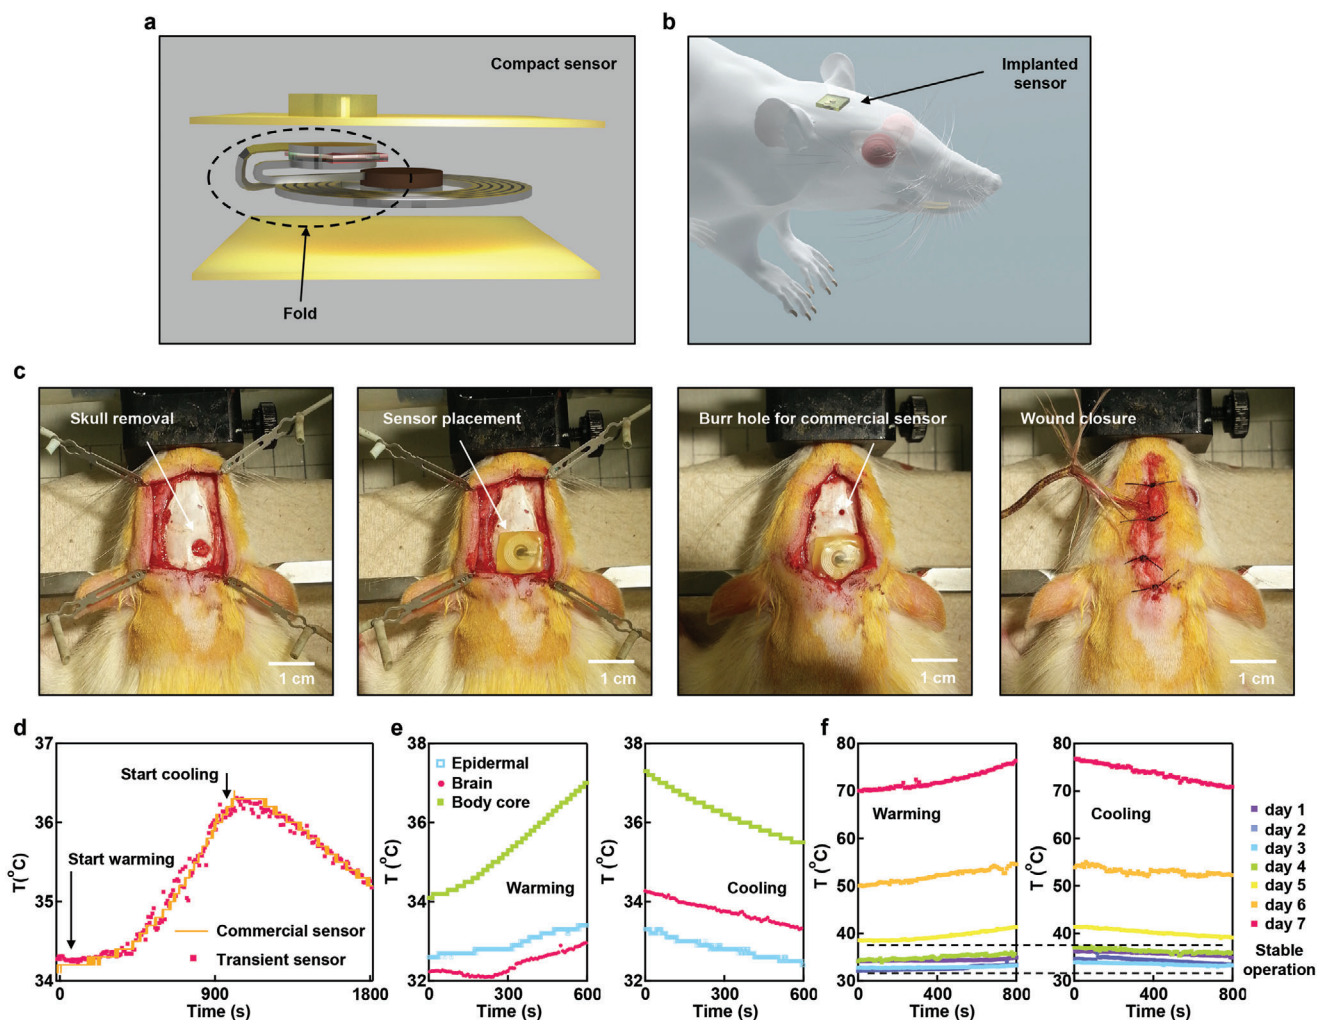 a
Compact sensor
Fold
b
Implanted
sensor
c
Skull removal
1 cm
Sensor placement
1 cm
Burr hole for commercial sensor
1 cm
Wound closure
1 cm
d
37
36
35
34
T(°C)
Start cooling
Start warming
Commercial sensor
Transient sensor
0
900
1800
Time (s)
e
38
36
34
32
T (°C)
Epidermal
Brain
Body core
Warming
0
300
600
Time (s)
38
36
34
32
T (°C)
Cooling
0
300
600
Time (s)
f
80
70
60
50
40
30
T (°C)
Warming
0
400
800
Time (s)
80
70
60
50
40
30
T (°C)
Cooling
0
400
800
Time (s)
day 1
day 2
day 3
day 4
day 5
day 6
day 7
Stable
operation